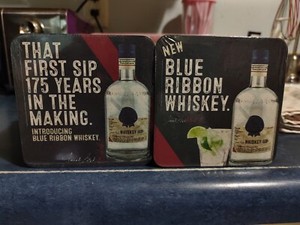 THAT
FIRST SIP
175 YEARS
IN THE
MAKING.
INTRODUCING
BLUE RIBBON WHISKEY.
NEW
BLUE
RIBBON
WHISKEY.